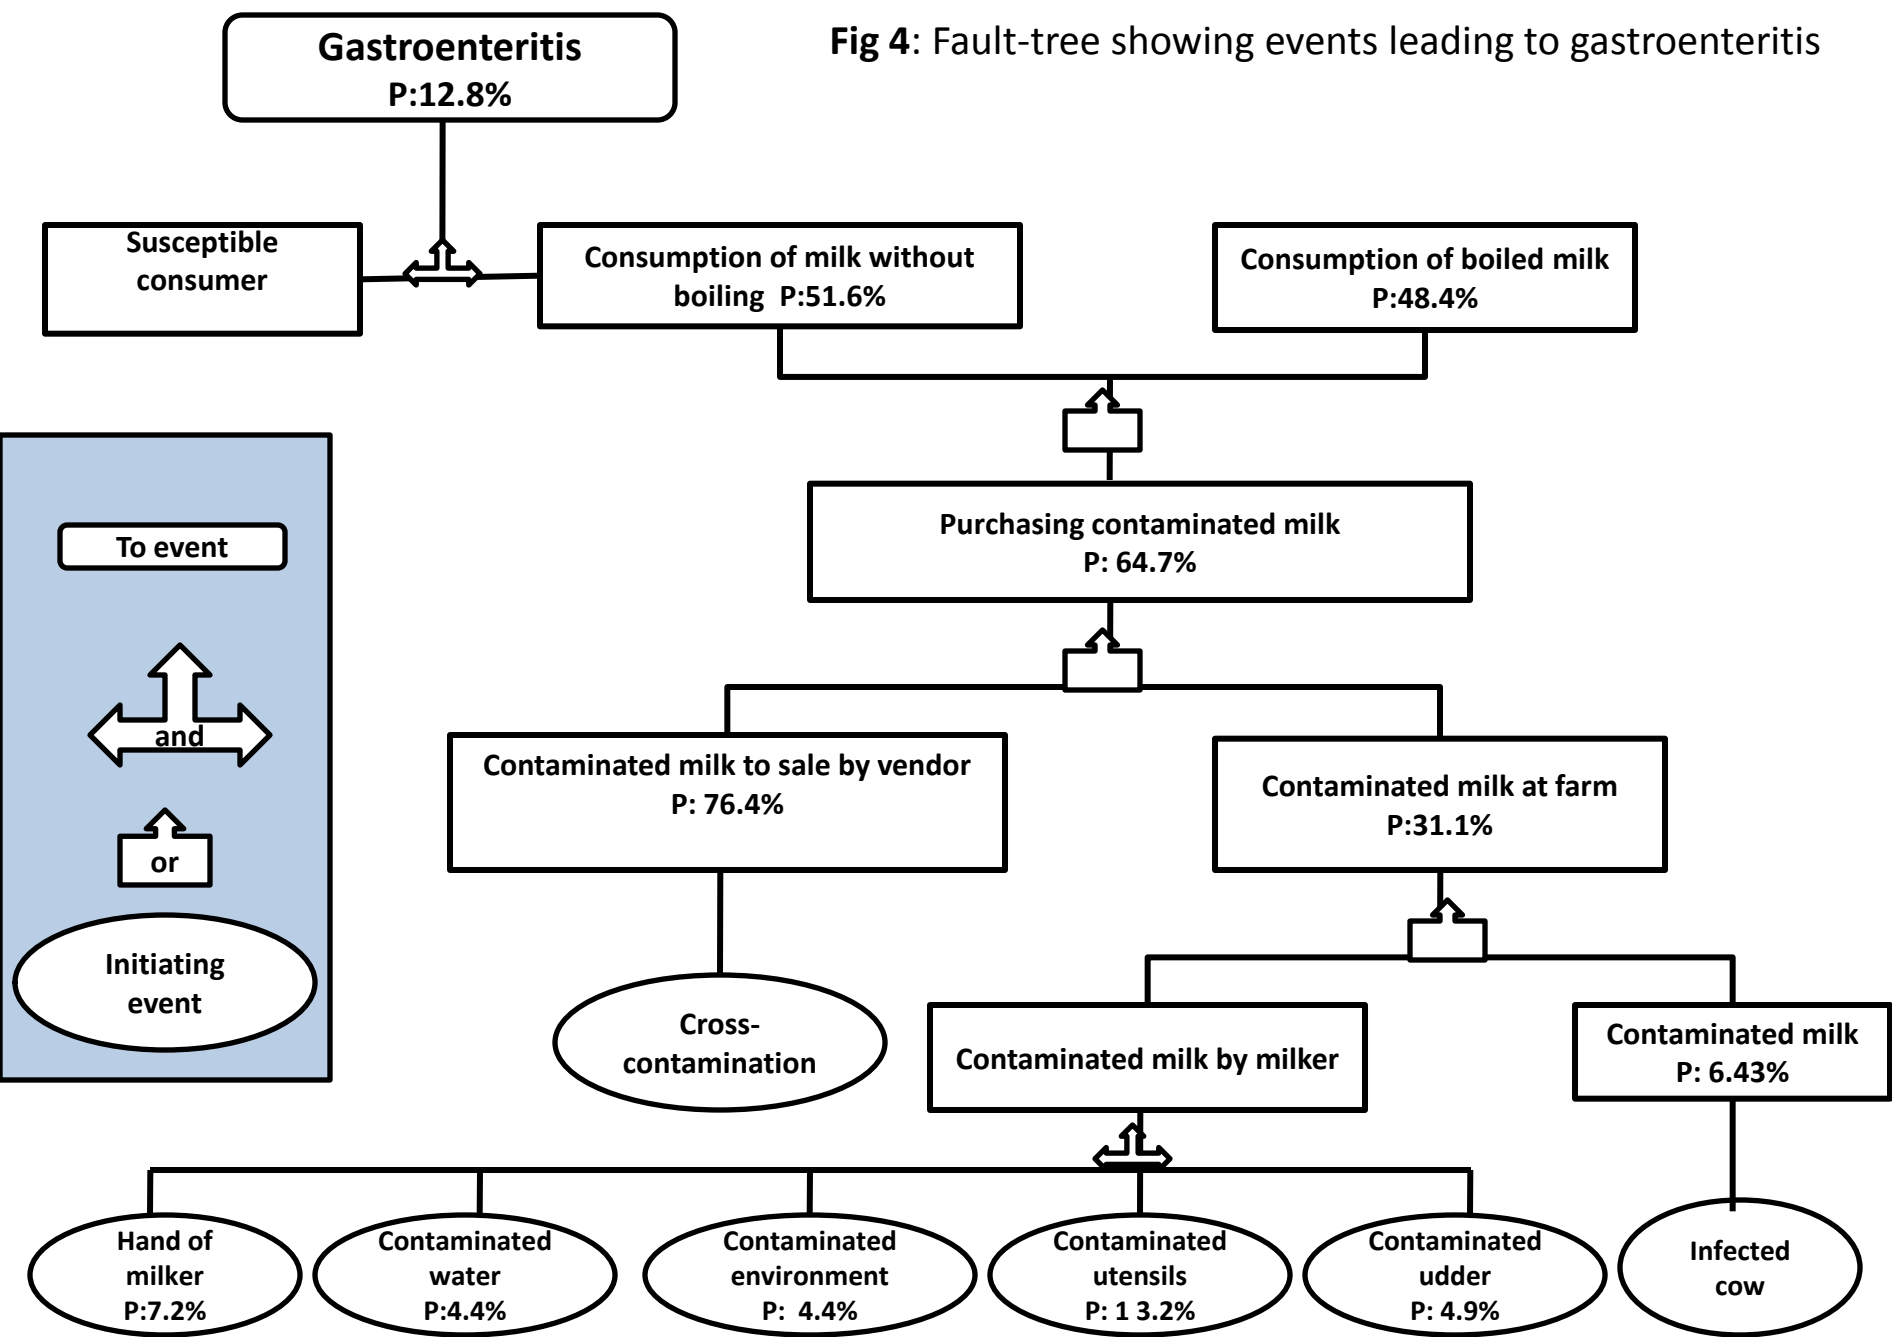 Gastroenteritis
P:12.8%
Fig 4: Fault-tree showing events leading to gastroenteritis
Susceptible
consumer
Consumption of milk without
boiling P:51.6%
Consumption of boiled milk
P:48.4%
To event
and
or
Initiating
event
Purchasing contaminated milk
P: 64.7%
Contaminated milk to sale by vendor
P: 76.4%
Contaminated milk at farm
P:31.1%
Cross-
contamination
Contaminated milk by milker
Contaminated milk
P: 6.43%
Hand of
milker
P:7.2%
Contaminated
water
P:4.4%
Contaminated
environment
P: 4.4%
Contaminated
utensils
P: 1 3.2%
Contaminated
udder
P: 4.9%
Infected
cow